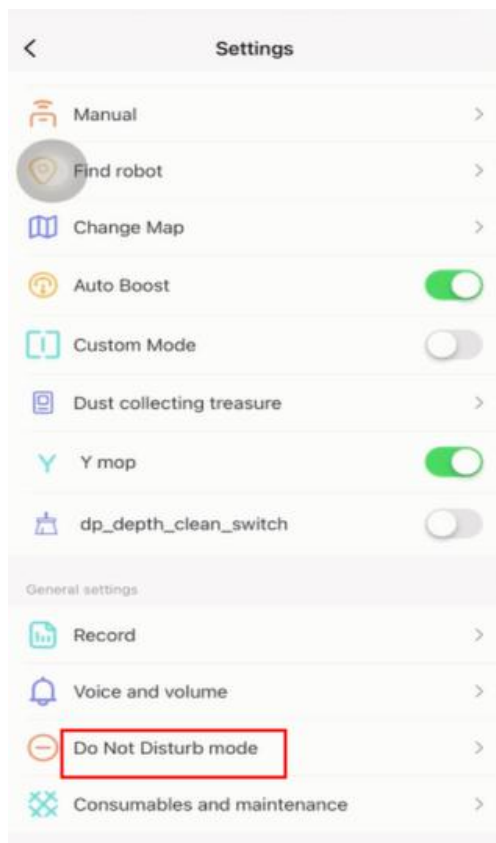 Settings
Manual
Find robot
Change Map
Auto Boost
Custom Mode
Dust collecting treasure
Y mop
dp_depth_clean_switch
General settings
Record
Voice and volume
Do Not Disturb mode
Consumables and maintenance